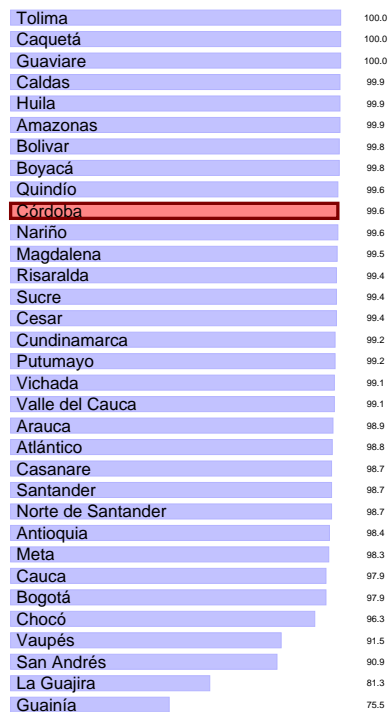 Tolima 100.0
Caquetá 100.0
Guaviare 100.0
Caldas 99.9
Huila 99.9
Amazonas 99.9
Bolivar 99.8
Boyacá 99.8
Quindío 99.6
Córdoba 99.6
Nariño 99.6
Magdalena 99.5
Risaralda 99.4
Sucre 99.4
Cesar 99.4
Cundinamarca 99.2
Putumayo 99.2
Vichada 99.1
Valle del Cauca 99.1
Arauca 98.9
Atlántico 98.8
Casanare 98.7
Santander 98.7
Norte de Santander 98.7
Antioquia 98.4
Meta 98.3
Cauca 97.9
Bogotá 97.9
Chocó 96.3
Vaupés 91.5
San Andrés 90.9
La Guajira 81.3
Guainía 75.5